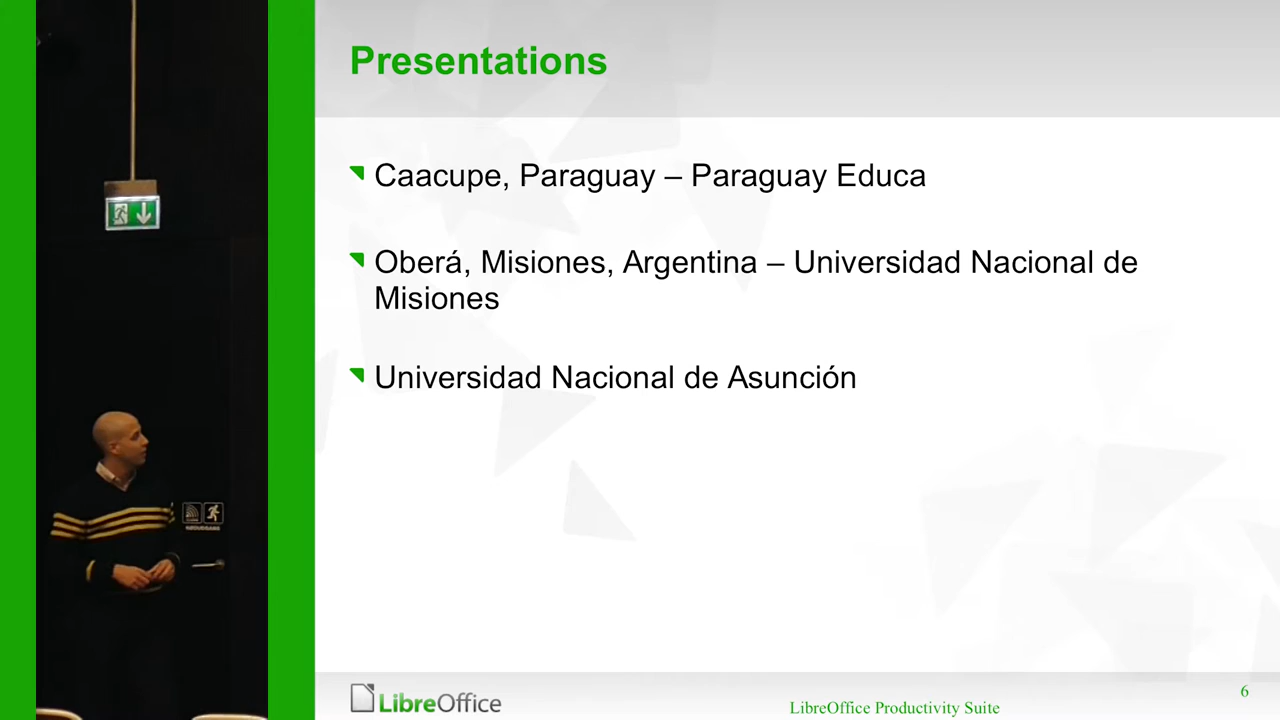 Presentations
Caacupe, Paraguay – Paraguay Educa
Oberá, Misiones, Argentina – Universidad Nacional de
Misiones
Universidad Nacional de Asunción
LibreOffice
LibreOffice Productivity Suite
6